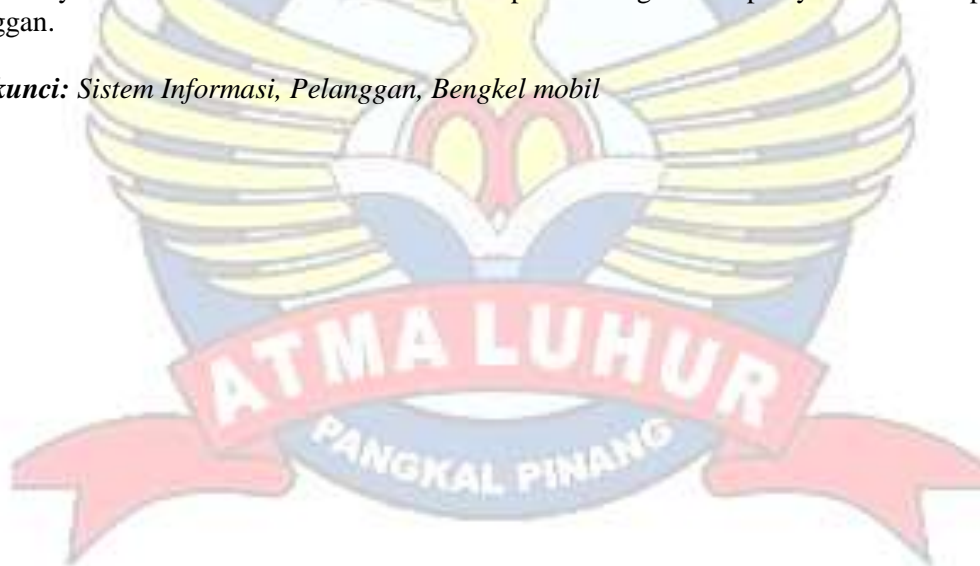 ggan.
kunci: Sistem Informasi, Pelanggan, Bengkel mobil
ATMA LUHUR
PANGKAL PINANG